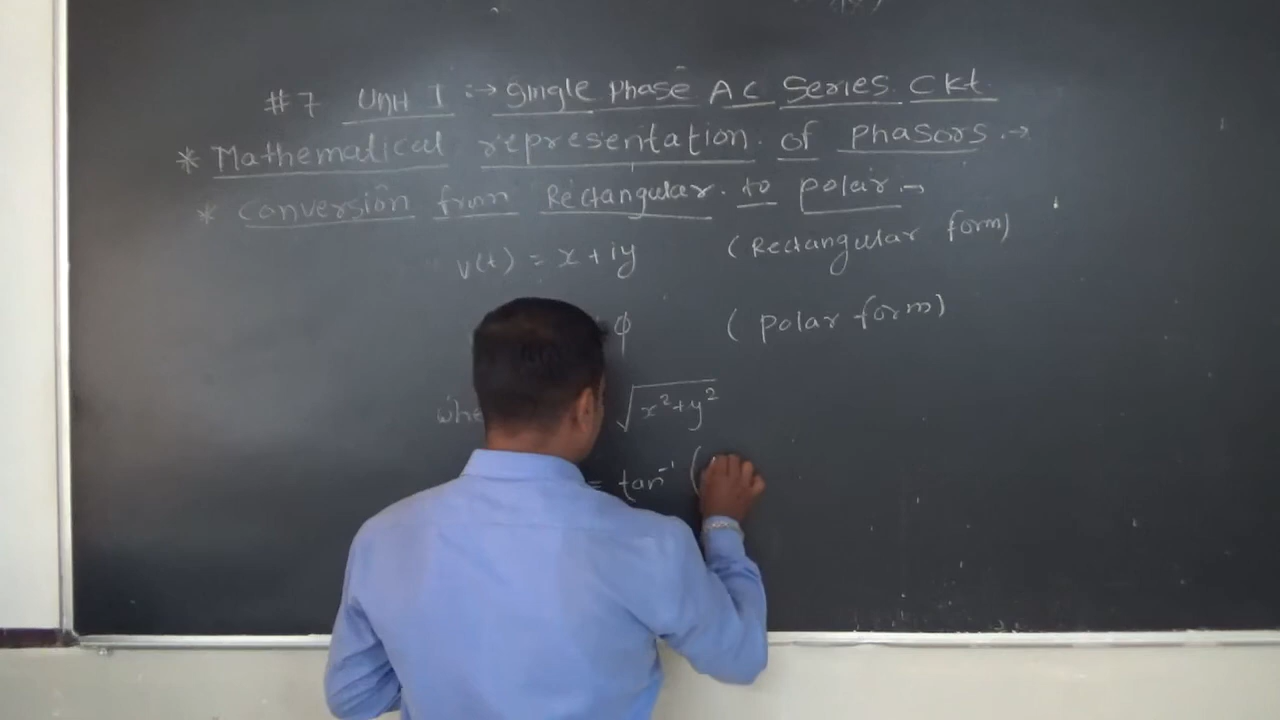 #7 Unit I :→ Single Phase AC Series Ckt.
* Mathematical representation of Phasors →
* Conversion from Rectangular to polar →
v(t) = x + iy (Rectangular form)
ϕ (polar form)
whe √x²+y²
= tan⁻¹ (